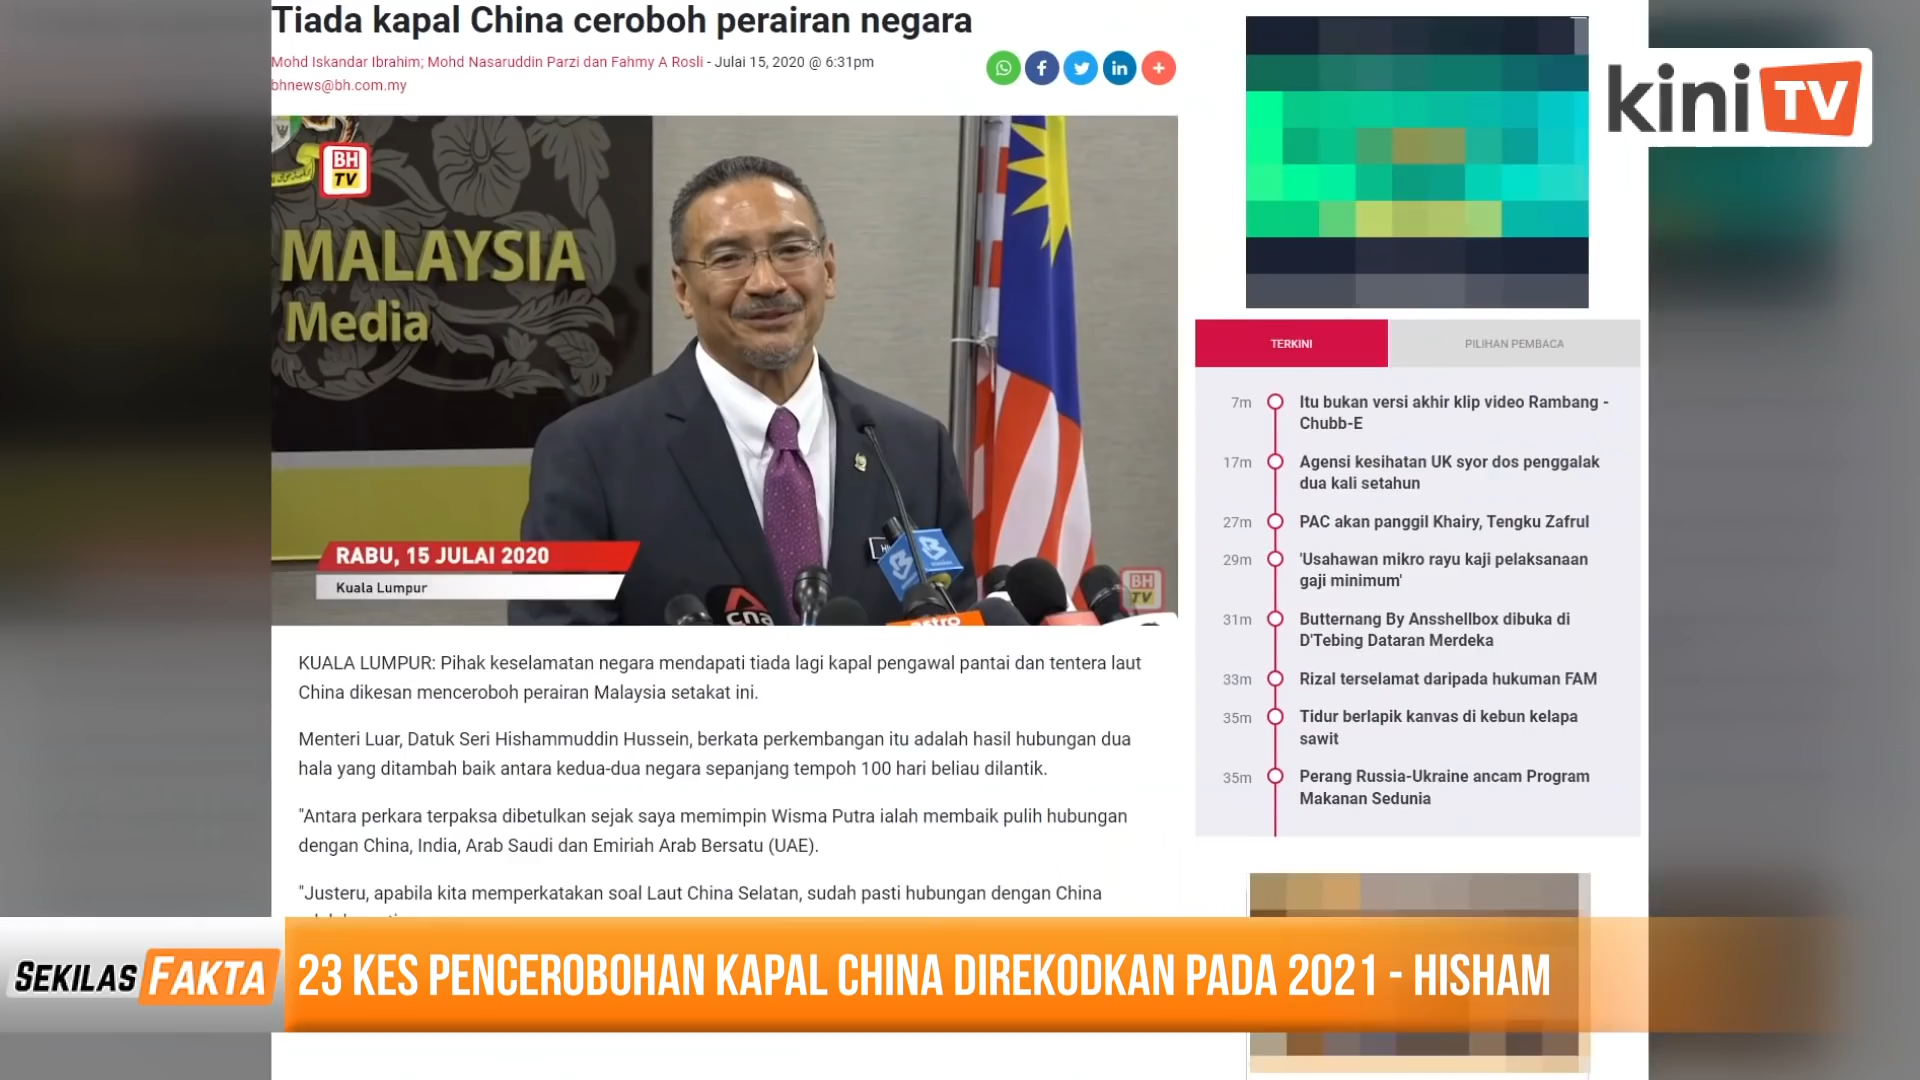 Tiada kapal China ceroboh perairan negara
Mohd Iskandar Ibrahim; Mohd Nasaruddin Parzi dan Fahmy A Rosli - Julai 15, 2020 @ 6:31pm
bhnews@bh.com.my
kini TV
BH
TV
MALAYSIA
Media
RABU, 15 JULAI 2020
Kuala Lumpur
cna
astro
BH
TV
KUALA LUMPUR: Pihak keselamatan negara mendapati tiada lagi kapal pengawal pantai dan tentera laut
China dikesan menceroboh perairan Malaysia setakat ini.
Menteri Luar, Datuk Seri Hishammuddin Hussein, berkata perkembangan itu adalah hasil hubungan dua
hala yang ditambah baik antara kedua-dua negara sepanjang tempoh 100 hari beliau dilantik.
"Antara perkara terpaksa dibetulkan sejak saya memimpin Wisma Putra ialah membaik pulih hubungan
dengan China, India, Arab Saudi dan Emiriah Arab Bersatu (UAE).
"Justeru, apabila kita memperkatakan soal Laut China Selatan, sudah pasti hubungan dengan China
TERKINI
PILIHAN PEMBACA
7m Itu bukan versi akhir klip video Rambang -
Chubb-E
17m Agensi kesihatan UK syor dos penggalak
dua kali setahun
27m PAC akan panggil Khairy, Tengku Zafrul
29m 'Usahawan mikro rayu kaji pelaksanaan
gaji minimum'
31m Butternang By Ansshellbox dibuka di
D'Tebing Dataran Merdeka
33m Rizal terselamat daripada hukuman FAM
35m Tidur berlapik kanvas di kebun kelapa
sawit
35m Perang Russia-Ukraine ancam Program
Makanan Sedunia
SEKILAS FAKTA
23 KES PENCEROBOHAN KAPAL CHINA DIREKODKAN PADA 2021 - HISHAM